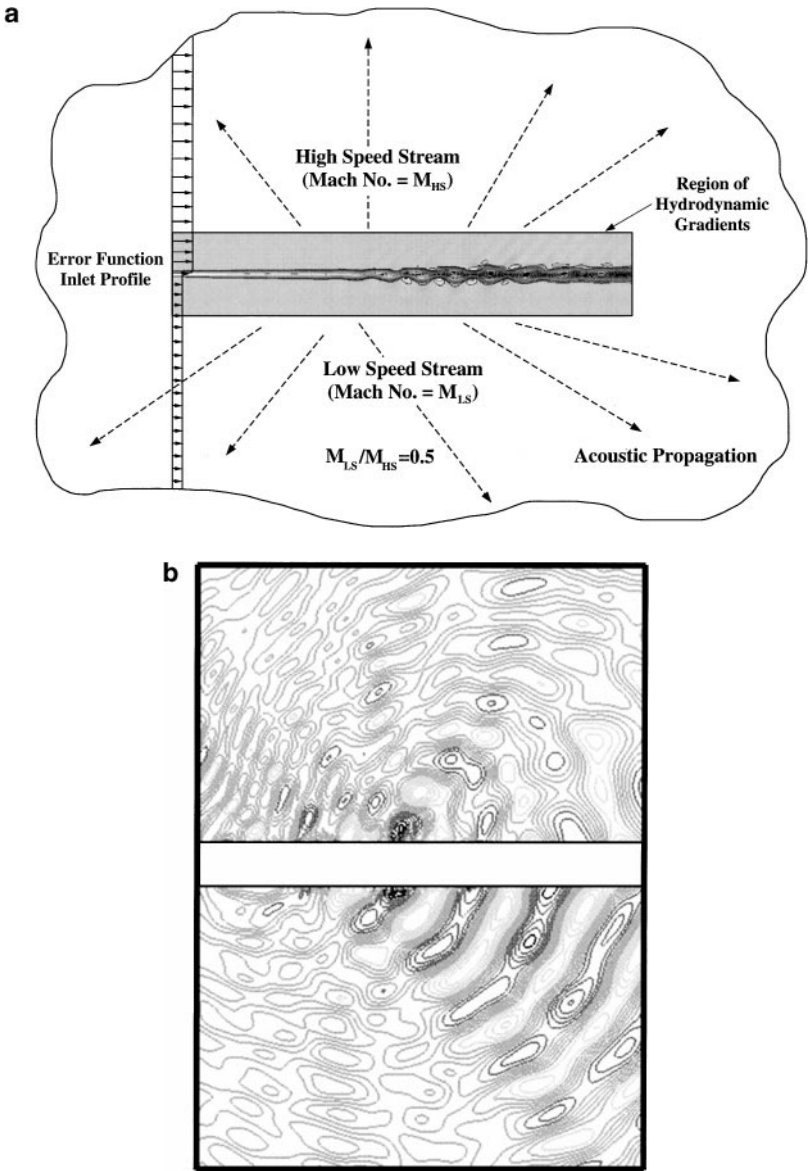 a
High Speed Stream
(Mach No. = M_HS)
Region of
Hydrodynamic
Gradients
Error Function
Inlet Profile
Low Speed Stream
(Mach No. = M_LS)
M_LS/M_HS=0.5
Acoustic Propagation
b